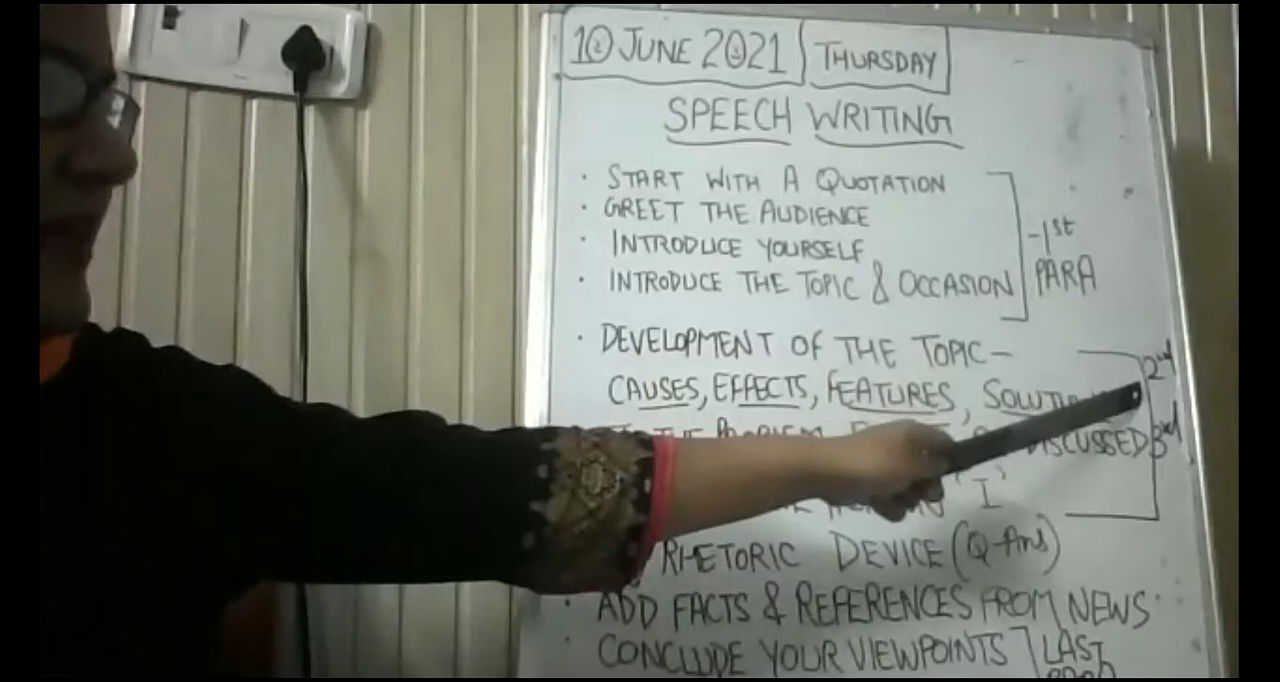 10 JUNE 2021 THURSDAY
SPEECH WRITING
· START WITH A QUOTATION
· GREET THE AUDIENCE
· INTRODUCE YOURSELF
· INTRODUCE THE TOPIC & OCCASION
-1st
PARA
· DEVELOPMENT OF THE TOPIC-
CAUSES, EFFECTS, FEATURES,
2nd
THE PROBLEM DISCUSSED
3rd
'I'
RHETORIC DEVICE (Q-Ans)
· ADD FACTS & REFERENCES FROM NEWS·
· CONCLUDE YOUR VIEWPOINTS ] LAST